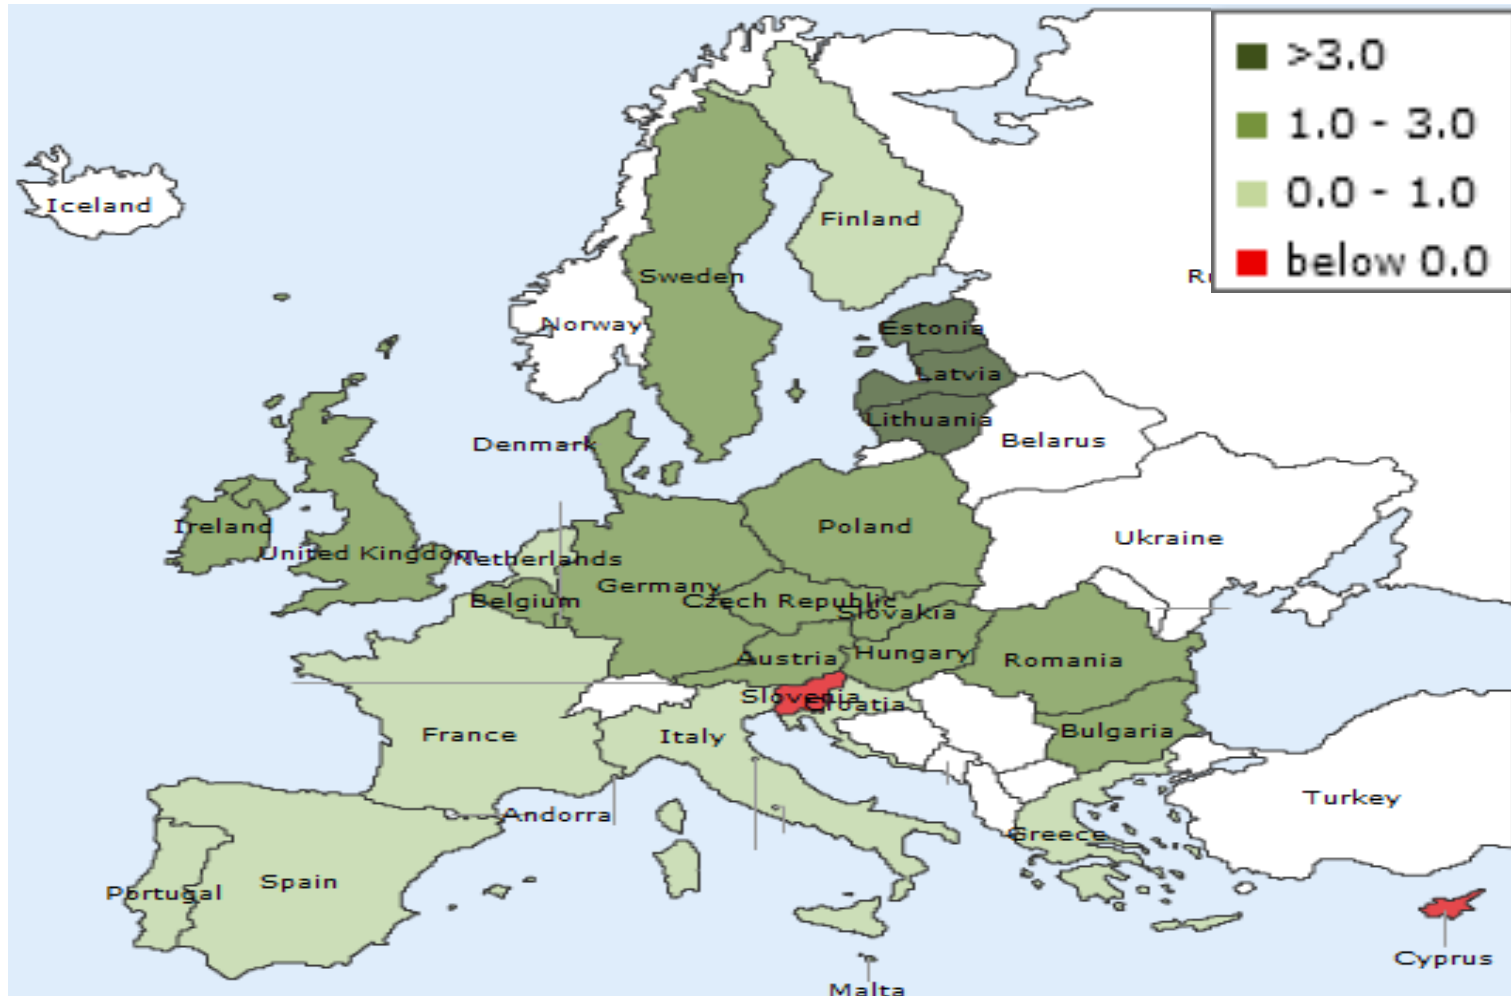 >3.0
1.0 - 3.0
0.0 - 1.0
below 0.0
Iceland
Finland
Sweden
Norway
Estonia
Latvia
Lithuania
Belarus
Denmark
Ireland
United Kingdom
Netherlands
Poland
Ukraine
Belgium
Germany
Czech Republic
Slovakia
Austria
Hungary
Romania
Slovenia
Croatia
France
Italy
Bulgaria
Andorra
Turkey
Greece
Portugal
Spain
Cyprus
Malta